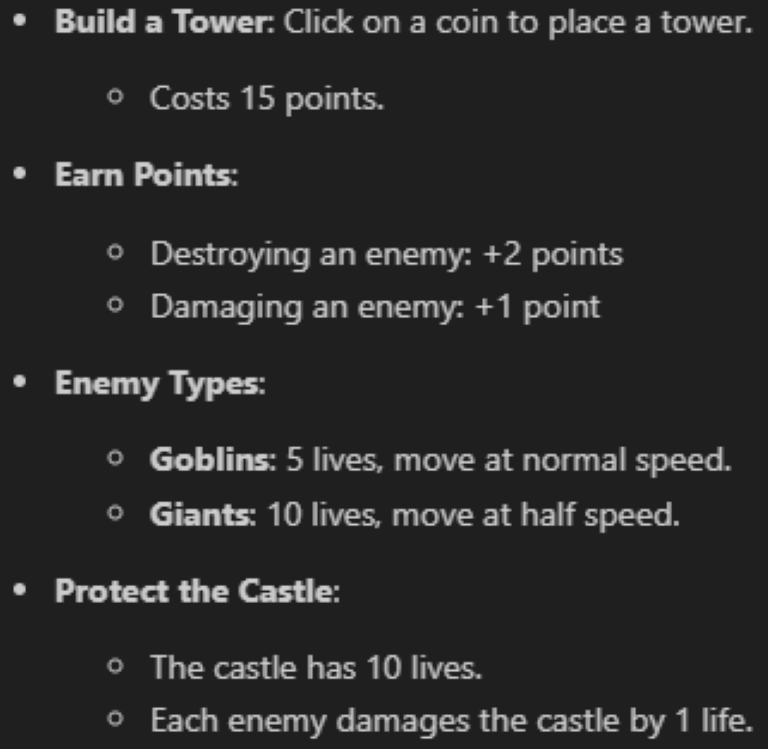 • Build a Tower: Click on a coin to place a tower.
○ Costs 15 points.
• Earn Points:
○ Destroying an enemy: +2 points
○ Damaging an enemy: +1 point
• Enemy Types:
○ Goblins: 5 lives, move at normal speed.
○ Giants: 10 lives, move at half speed.
• Protect the Castle:
○ The castle has 10 lives.
○ Each enemy damages the castle by 1 life.